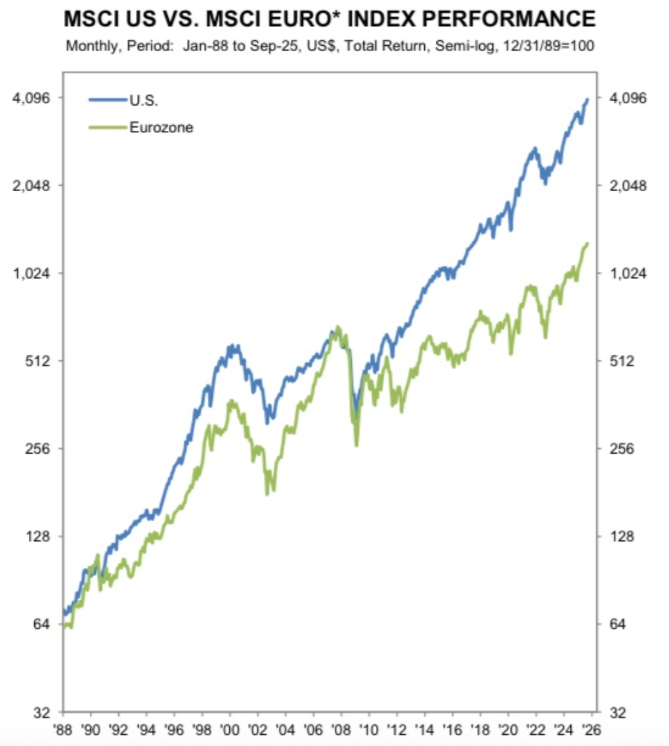 MSCI US VS. MSCI EURO* INDEX PERFORMANCE
Monthly, Period: Jan-88 to Sep-25, US$, Total Return, Semi-log, 12/31/89=100
U.S.
Eurozone
4,096 4,096
2,048 2,048
1,024 1,024
512 512
256 256
128 128
64 64
32 32
'88 '90 '92 '94 '96 '98 '00 '02 '04 '06 '08 '10 '12 '14 '16 '18 '20 '22 '24 '26